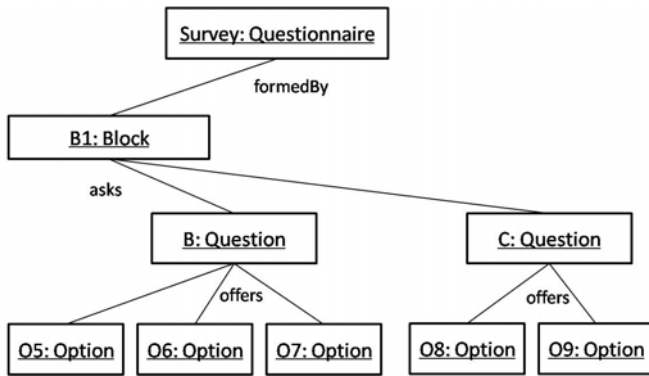 Survey: Questionnaire
formedBy
B1: Block
asks
B: Question
C: Question
offers
offers
O5: Option
O6: Option
O7: Option
O8: Option
O9: Option